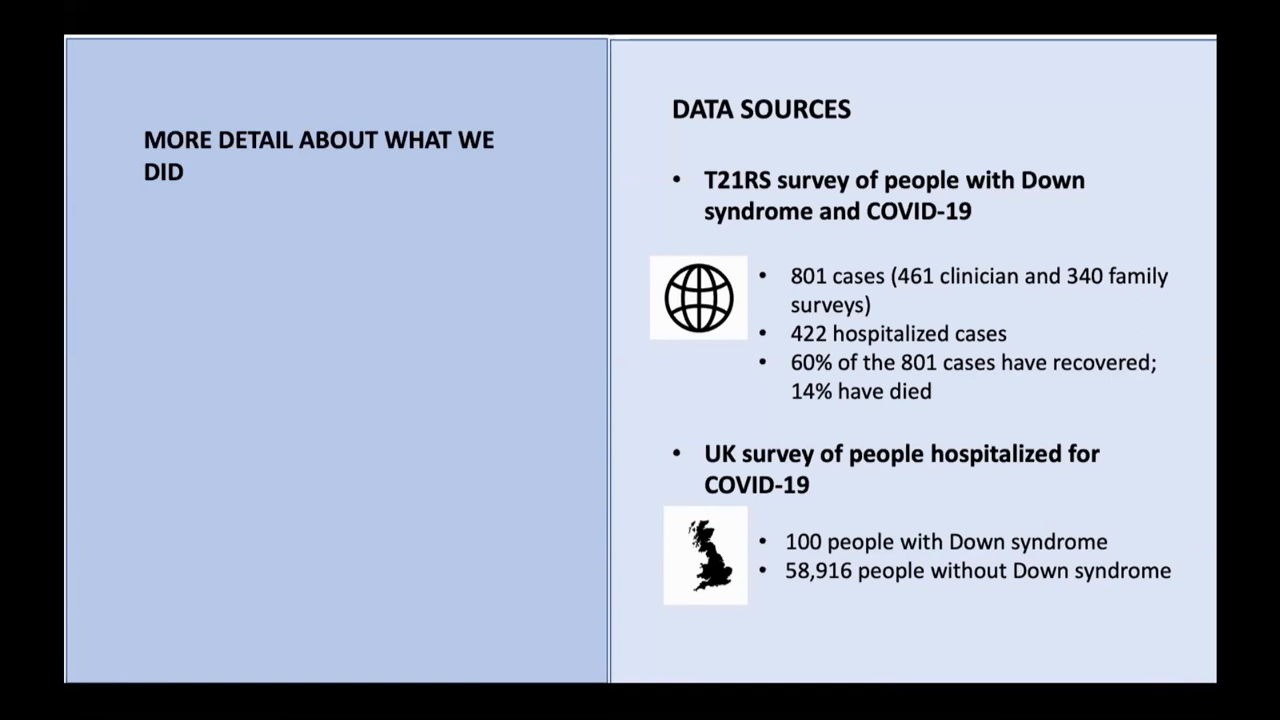 MORE DETAIL ABOUT WHAT WE
DID
DATA SOURCES
• T21RS survey of people with Down
syndrome and COVID-19
• 801 cases (461 clinician and 340 family
surveys)
• 422 hospitalized cases
• 60% of the 801 cases have recovered;
14% have died
• UK survey of people hospitalized for
COVID-19
• 100 people with Down syndrome
• 58,916 people without Down syndrome